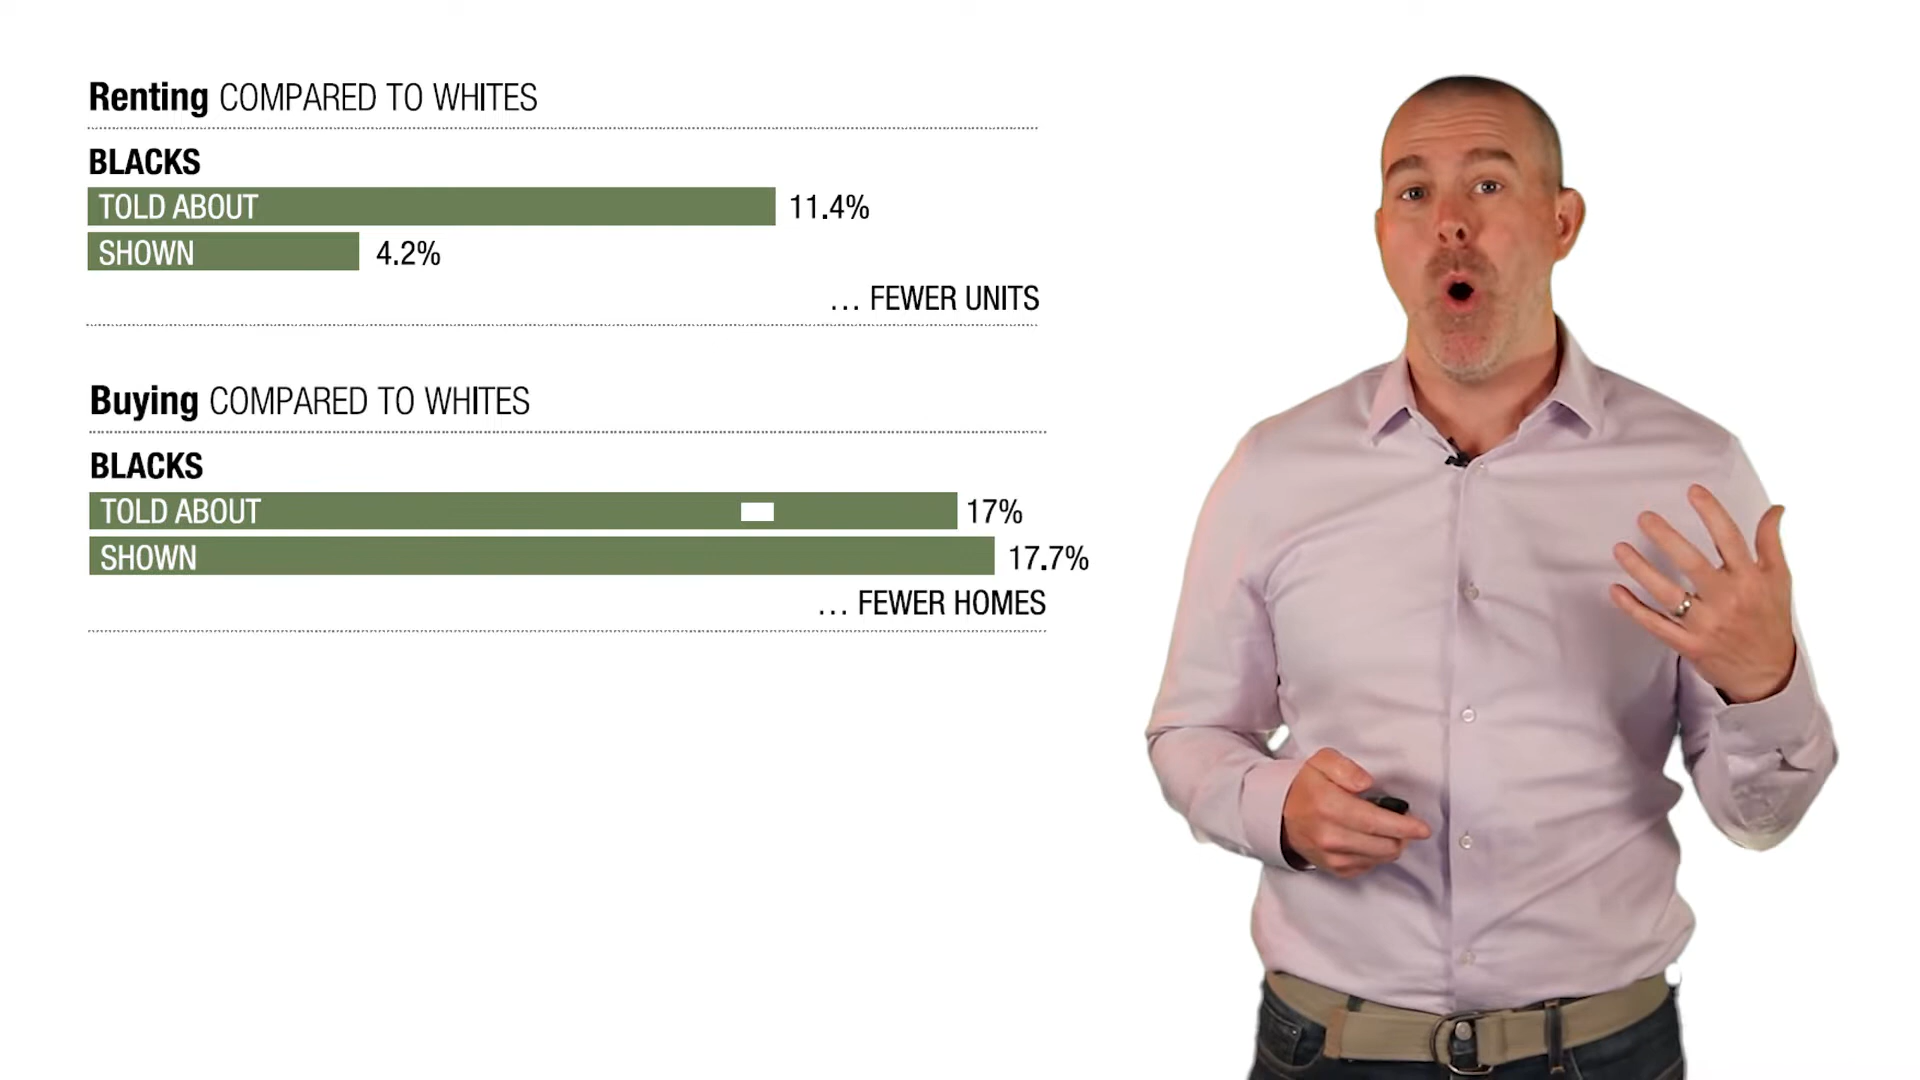 Renting COMPARED TO WHITES
BLACKS
TOLD ABOUT 11.4%
SHOWN 4.2%
... FEWER UNITS
Buying COMPARED TO WHITES
BLACKS
TOLD ABOUT 17%
SHOWN 17.7%
... FEWER HOMES